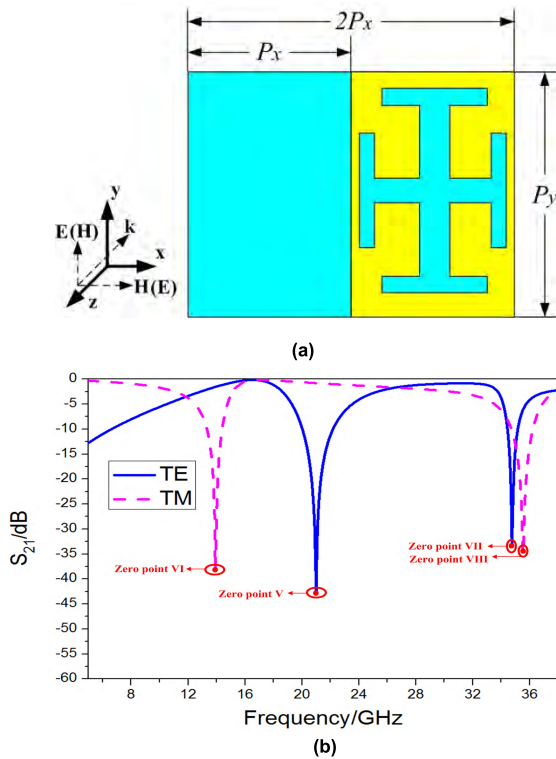 2Px
Px
Py
y
E(H)
k
x
z
H(E)
(a)
0
-5
-10
-15
-20
-25
-30
-35
-40
-45
-50
-55
-60
S21/dB
TE
TM
Zero point VI
Zero point V
Zero point VII
Zero point VIII
8 12 16 20 24 28 32 36
Frequency/GHz
(b)